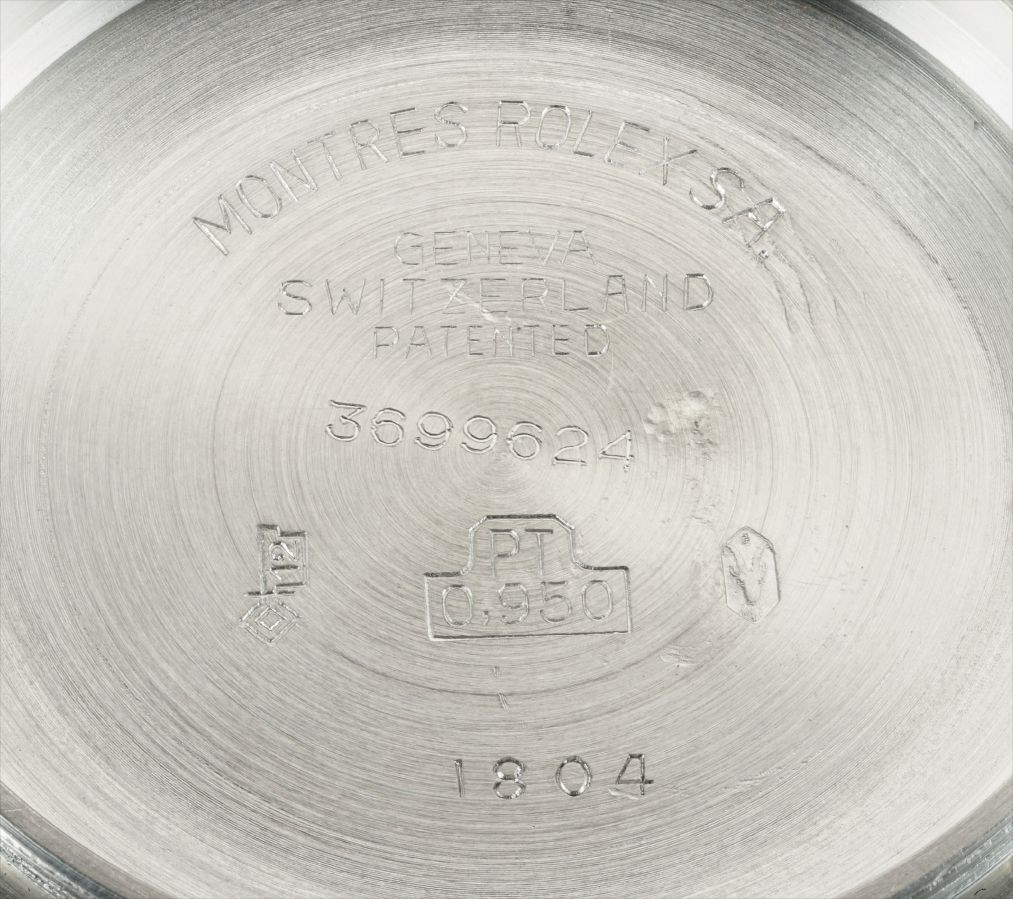 MONTRES ROLEX S.A.
GENEVA
SWITZERLAND
PATENTED
3699624
PT
0,950
1804